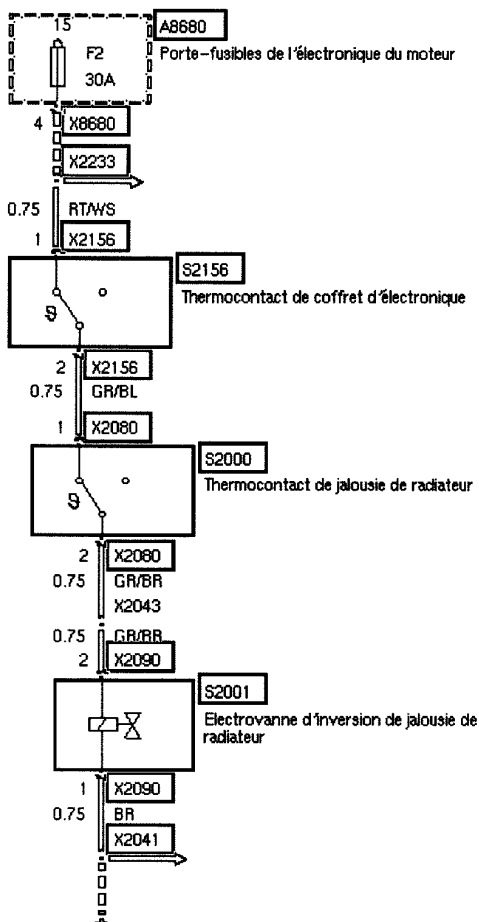 15
A8680
F2
Porte-fusibles de l'électronique du moteur
30A
4 X8680
X2233
0.75 RT/WS
1 X2156
S2156
Thermocontact de coffret d'électronique
2 X2156
0.75 GR/BL
1 X2080
S2000
Thermocontact de jalousie de radiateur
2 X2080
0.75 GR/BR
X2043
0.75 GR/BR
2 X2090
S2001
Electrovanne d'inversion de jalousie de
radiateur
1 X2090
0.75 BR
X2041